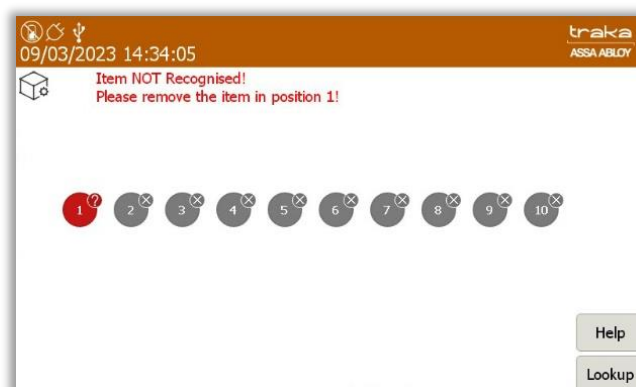 traka
09/03/2023 14:34:05
ASSA ABLOY
Item NOT Recognised!
Please remove the item in position 1!
1 ? 2 X 3 X 4 X 5 X 6 X 7 X 8 X 9 X 10 X
Help
Lookup